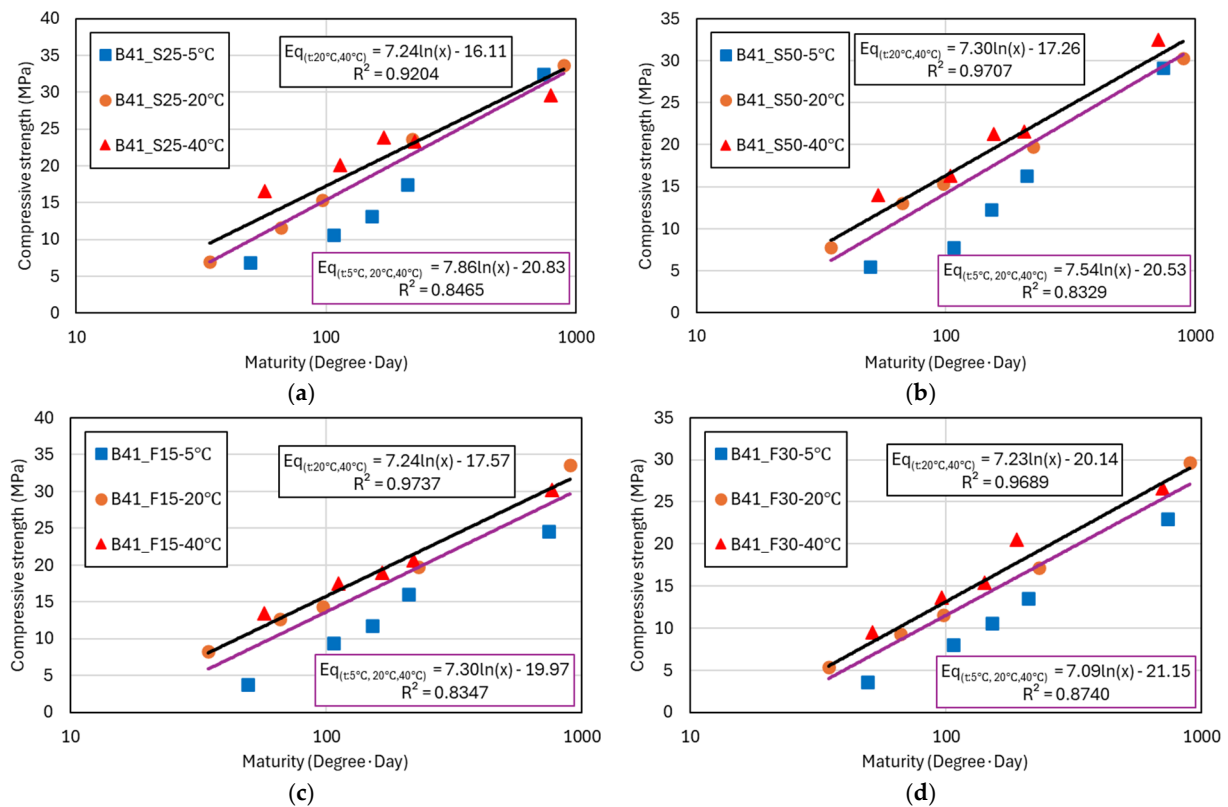 40
35
30
25
20
15
10
5
0
Compressive strength (MPa)
B41_S25-5°C
B41_S25-20°C
B41_S25-40°C
Eq(t:20°C,40°C) = 7.24ln(x) - 16.11
R² = 0.9204
Eq(t:5°C, 20°C,40°C) = 7.86ln(x) - 20.83
R² = 0.8465
10 100 1000
Maturity (Degree·Day)
(a)
35
30
25
20
15
10
5
0
Compressive strength (MPa)
B41_S50-5°C
B41_S50-20°C
B41_S50-40°C
Eq(t:20°C,40°C) = 7.30ln(x) - 17.26
R² = 0.9707
Eq(t:5°C, 20°C,40°C) = 7.54ln(x) - 20.53
R² = 0.8329
10 100 1000
Maturity (Degree·Day)
(b)
40
35
30
25
20
15
10
5
0
Compressive strength (MPa)
B41_F15-5°C
B41_F15-20°C
B41_F15-40°C
Eq(t:20°C,40°C) = 7.24ln(x) - 17.57
R² = 0.9737
Eq(t:5°C, 20°C,40°C) = 7.30ln(x) - 19.97
R² = 0.8347
10 100 1000
Maturity (Degree·Day)
(c)
35
30
25
20
15
10
5
0
Compressive strength (MPa)
B41_F30-5°C
B41_F30-20°C
B41_F30-40°C
Eq(t:20°C,40°C) = 7.23ln(x) - 20.14
R² = 0.9689
Eq(t:5°C, 20°C,40°C) = 7.09ln(x) - 21.15
R² = 0.8740
10 100 1000
Maturity (Degree·Day)
(d)